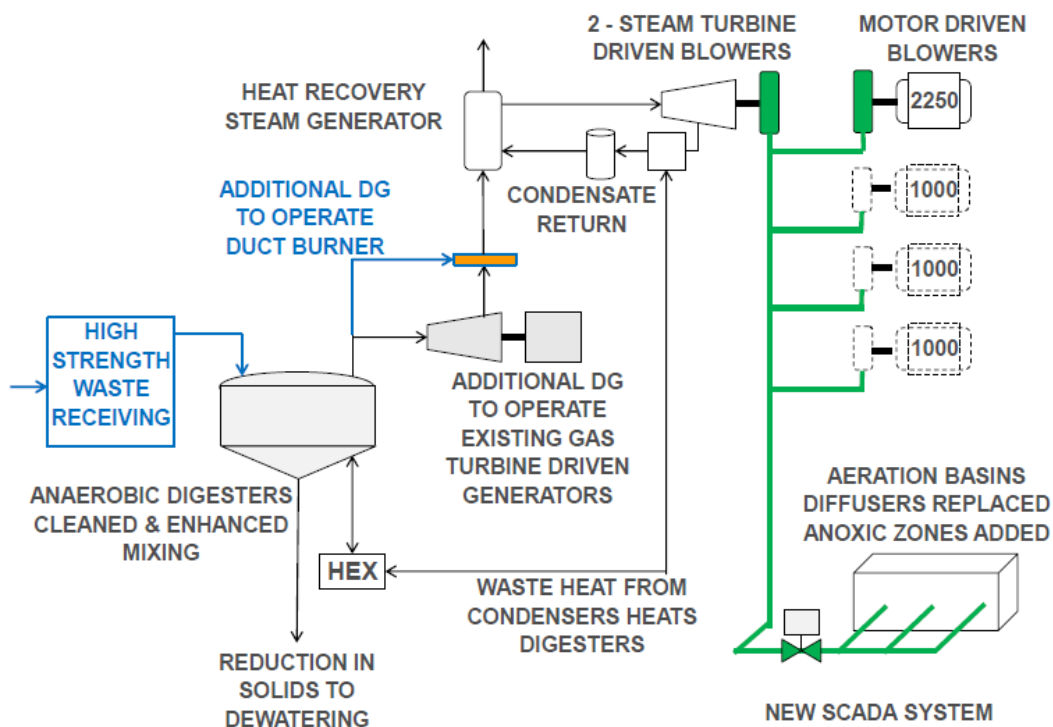 2 - STEAM TURBINE
DRIVEN BLOWERS
MOTOR DRIVEN
BLOWERS
HEAT RECOVERY
STEAM GENERATOR
2250
CONDENSATE
RETURN
1000
ADDITIONAL DG
TO OPERATE
DUCT BURNER
1000
HIGH
STRENGTH
WASTE
RECEIVING
1000
ADDITIONAL DG
TO OPERATE
EXISTING GAS
TURBINE DRIVEN
GENERATORS
ANAEROBIC DIGESTERS
CLEANED & ENHANCED
MIXING
AERATION BASINS
DIFFUSERS REPLACED
ANOXIC ZONES ADDED
HEX
WASTE HEAT FROM
CONDENSERS HEATS
DIGESTERS
REDUCTION IN
SOLIDS TO
DEWATERING
NEW SCADA SYSTEM